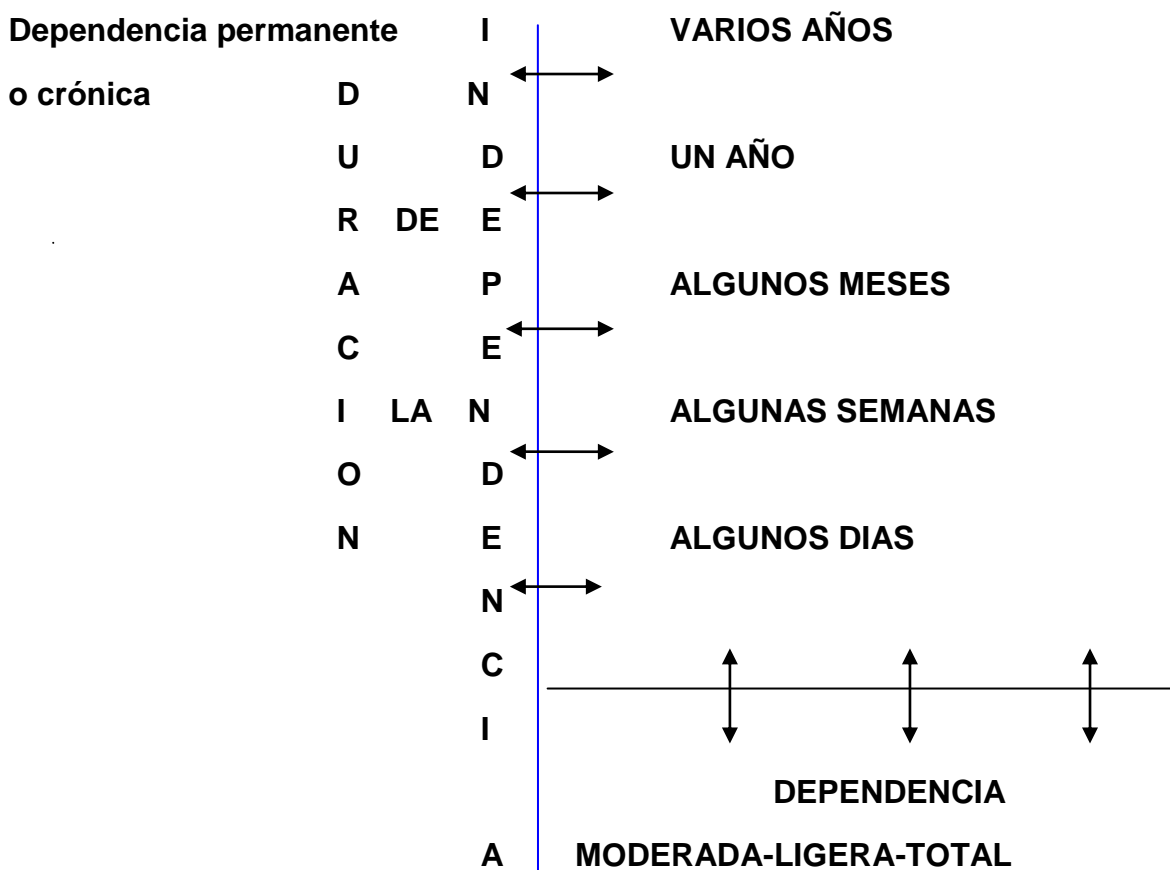 Dependencia permanente I VARIOS AÑOS
o crónica D N
U D UN AÑO
R DE E
A P ALGUNOS MESES
C E
I LA N ALGUNAS SEMANAS
O D
N E ALGUNOS DIAS
N
C
I
DEPENDENCIA
A MODERADA-LIGERA-TOTAL